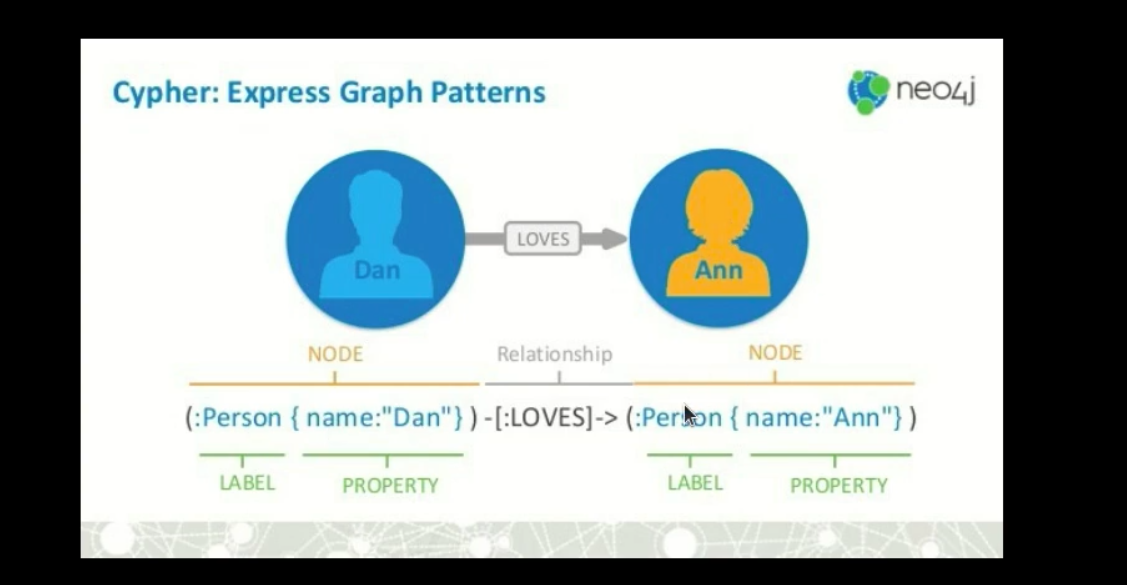 Cypher: Express Graph Patterns
neo4j
LOVES
Dan
Ann
NODE
Relationship
NODE
(:Person { name:"Dan"} ) -[:LOVES]-> (:Person { name:"Ann"} )
LABEL
PROPERTY
LABEL
PROPERTY